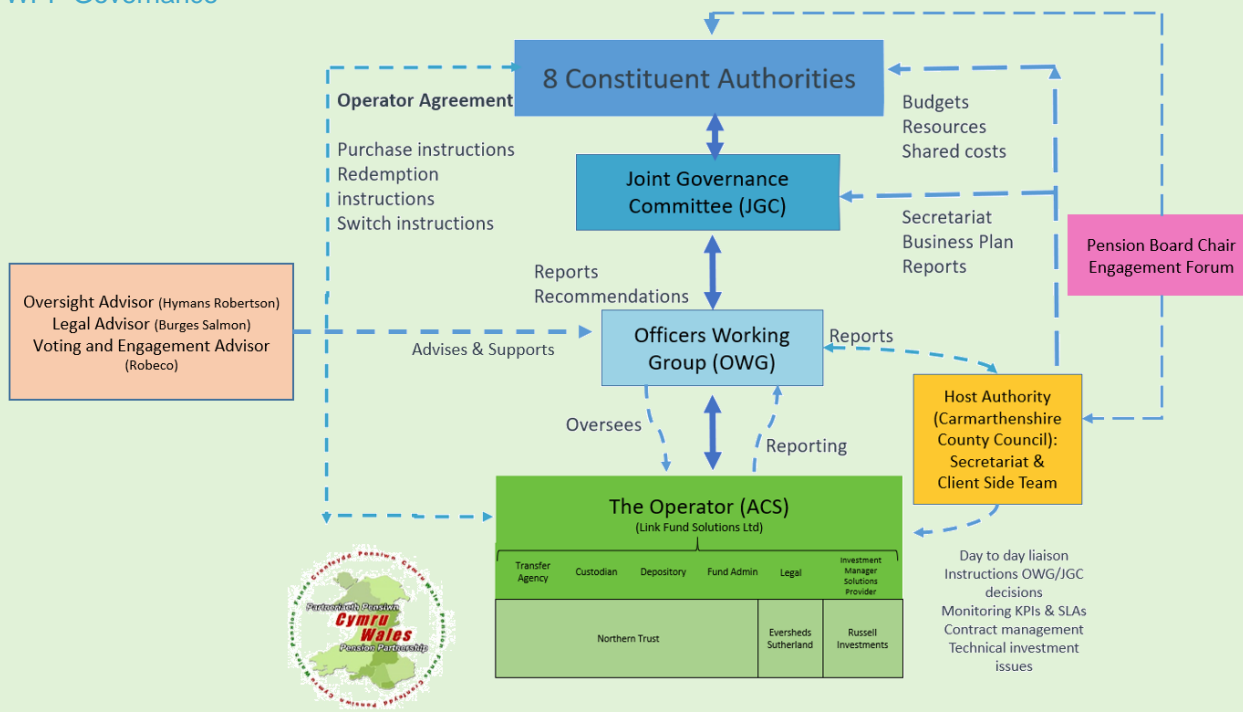 WPP Governance
8 Constituent Authorities
Operator Agreement
Purchase instructions
Redemption
instructions
Switch instructions
Budgets
Resources
Shared costs
Joint Governance
Committee (JGC)
Secretariat
Business Plan
Reports
Pension Board Chair
Engagement Forum
Reports
Recommendations
Oversight Advisor (Hymans Robertson)
Legal Advisor (Burges Salmon)
Voting and Engagement Advisor
(Robeco)
Advises & Supports
Officers Working
Group (OWG)
Reports
Host Authority
(Carmarthenshire
County Council):
Secretariat &
Client Side Team
Oversees
Reporting
The Operator (ACS)
(Link Fund Solutions Ltd)
Transfer
Agency
Custodian
Depository
Fund Admin
Legal
Investment
Manager
Solutions
Provider
Northern Trust
Eversheds
Sutherland
Russell
Investments
Day to day liaison
Instructions OWG/JGC
decisions
Monitoring KPIs & SLAs
Contract management
Technical investment
issues
Partneriaeth Pensiwn
Cymru
Wales
Pension Partnership